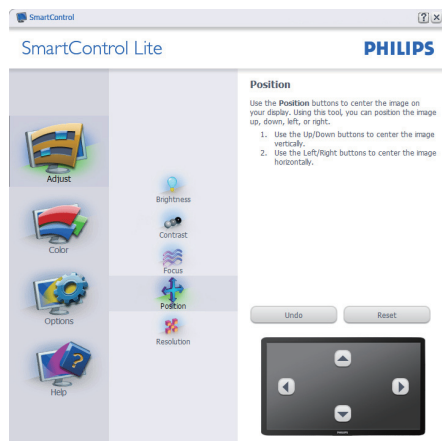 SmartControl
SmartControl Lite
PHILIPS
Adjust
Color
Options
Help
Brightness
Contrast
Focus
Position
Resolution
Position
Use the Position buttons to center the image on
your display. Using this tool, you can position the image
up, down, left, or right.
1. Use the Up/Down buttons to center the image
vertically.
2. Use the Left/Right buttons to center the image
horizontally.
Undo
Reset
PHILIPS